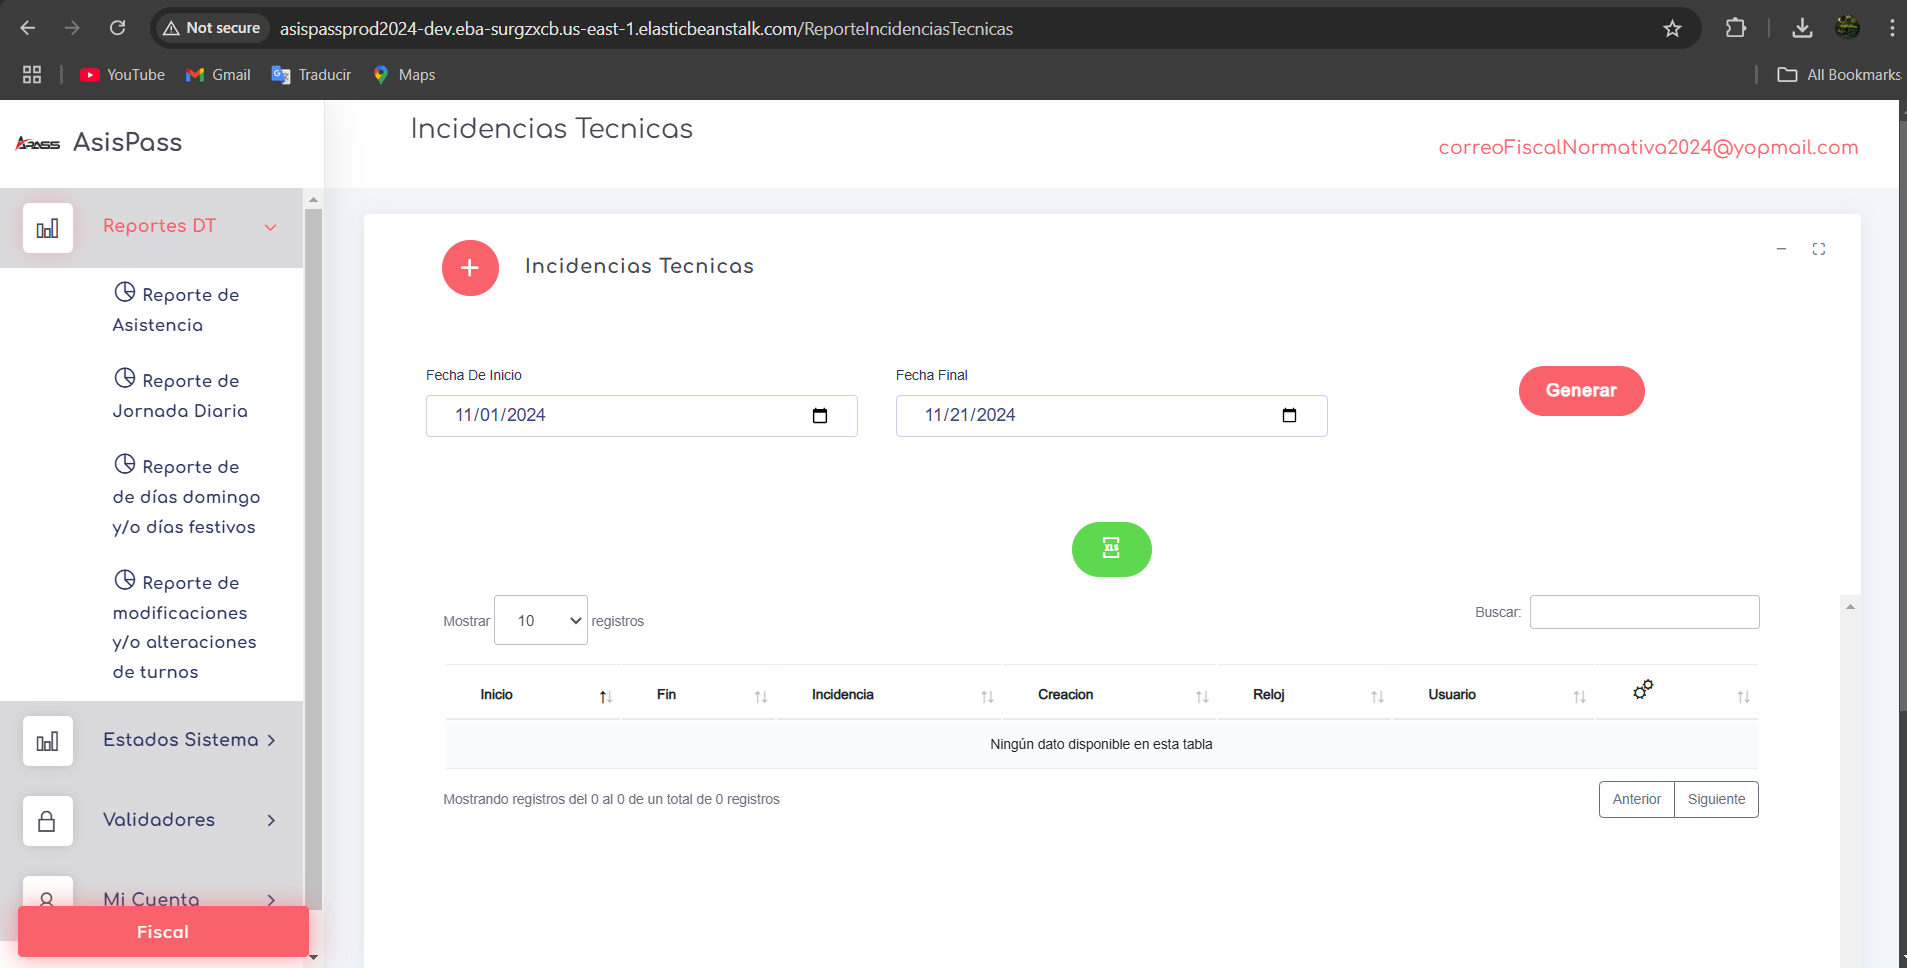 Not secure
asispassprod2024-dev.eba-surgzxcb.us-east-1.elasticbeanstalk.com/ReporteIncidenciasTecnicas
YouTube
Gmail
Traducir
Maps
All Bookmarks
APASS
AsisPass
Incidencias Tecnicas
correoFiscalNormativa2024@yopmail.com
Reportes DT
Reporte de
Asistencia
Reporte de
Jornada Diaria
Reporte de
de días domingo
y/o días festivos
Reporte de
modificaciones
y/o alteraciones
de turnos
Estados Sistema
Validadores
Mi Cuenta
Fiscal
Incidencias Tecnicas
Fecha De Inicio
11/01/2024
Fecha Final
11/21/2024
Generar
XLS
Mostrar 10 registros
Buscar:
Inicio Fin Incidencia Creacion Reloj Usuario
Ningún dato disponible en esta tabla
Mostrando registros del 0 al 0 de un total de 0 registros
Anterior Siguiente